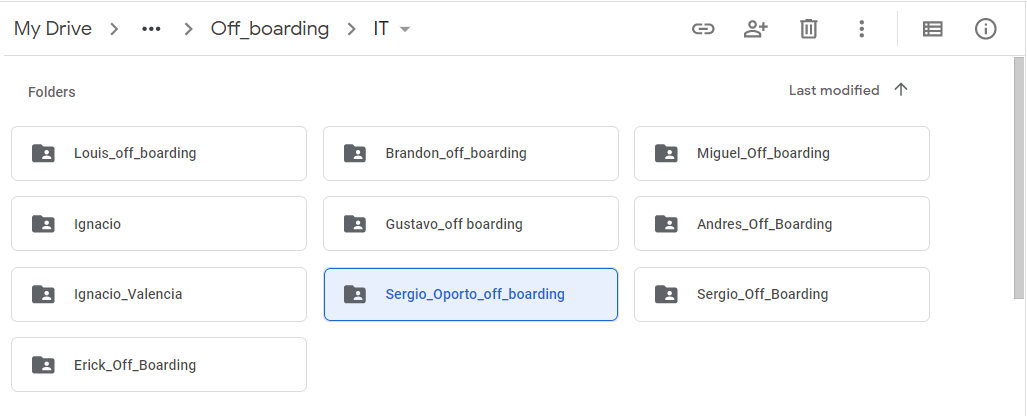 My Drive > ••• > Off_boarding > IT
Folders
Last modified
Louis_off_boarding
Brandon_off_boarding
Miguel_Off_boarding
Ignacio
Gustavo_off boarding
Andres_Off_Boarding
Ignacio_Valencia
Sergio_Oporto_off_boarding
Sergio_Off_Boarding
Erick_Off_Boarding